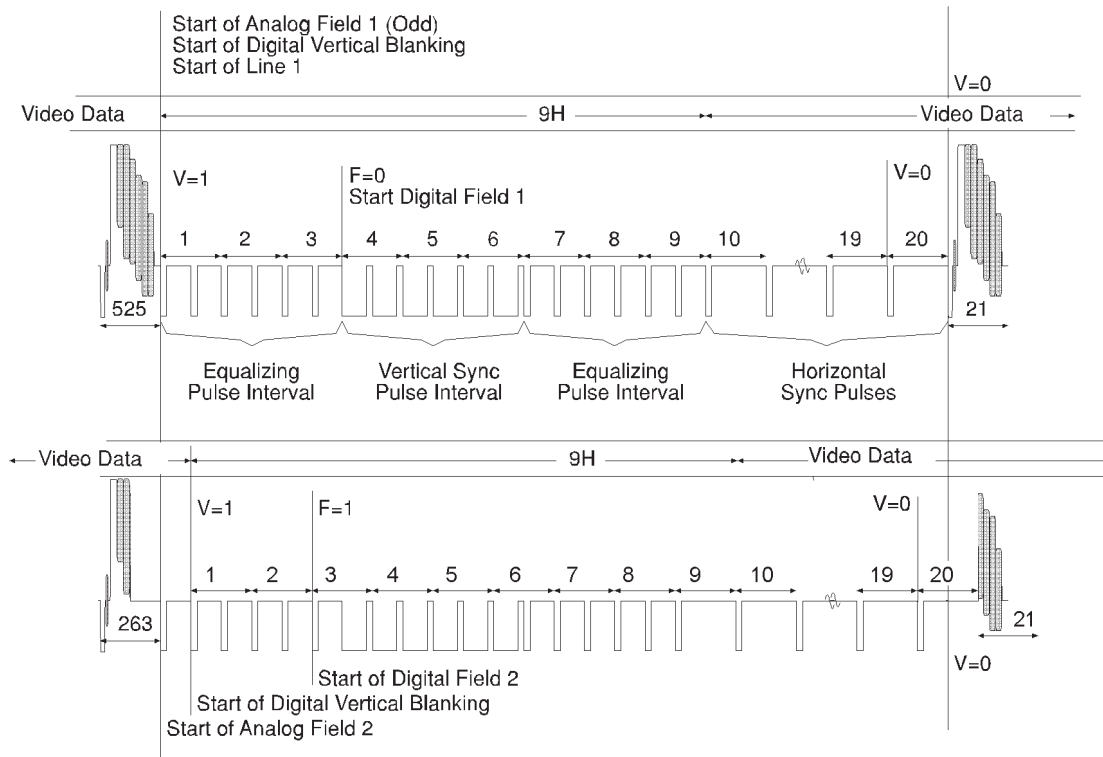 Start of Analog Field 1 (Odd)
Start of Digital Vertical Blanking
Start of Line 1
V=0
Video Data
9H
Video Data
V=1
F=0
Start Digital Field 1
V=0
1 2 3 4 5 6 7 8 9 10 19 20
525
21
Equalizing
Pulse Interval
Vertical Sync
Pulse Interval
Equalizing
Pulse Interval
Horizontal
Sync Pulses
Video Data
9H
Video Data
V=1
F=1
V=0
1 2 3 4 5 6 7 8 9 10 19 20
263
21
V=0
Start of Digital Field 2
Start of Digital Vertical Blanking
Start of Analog Field 2